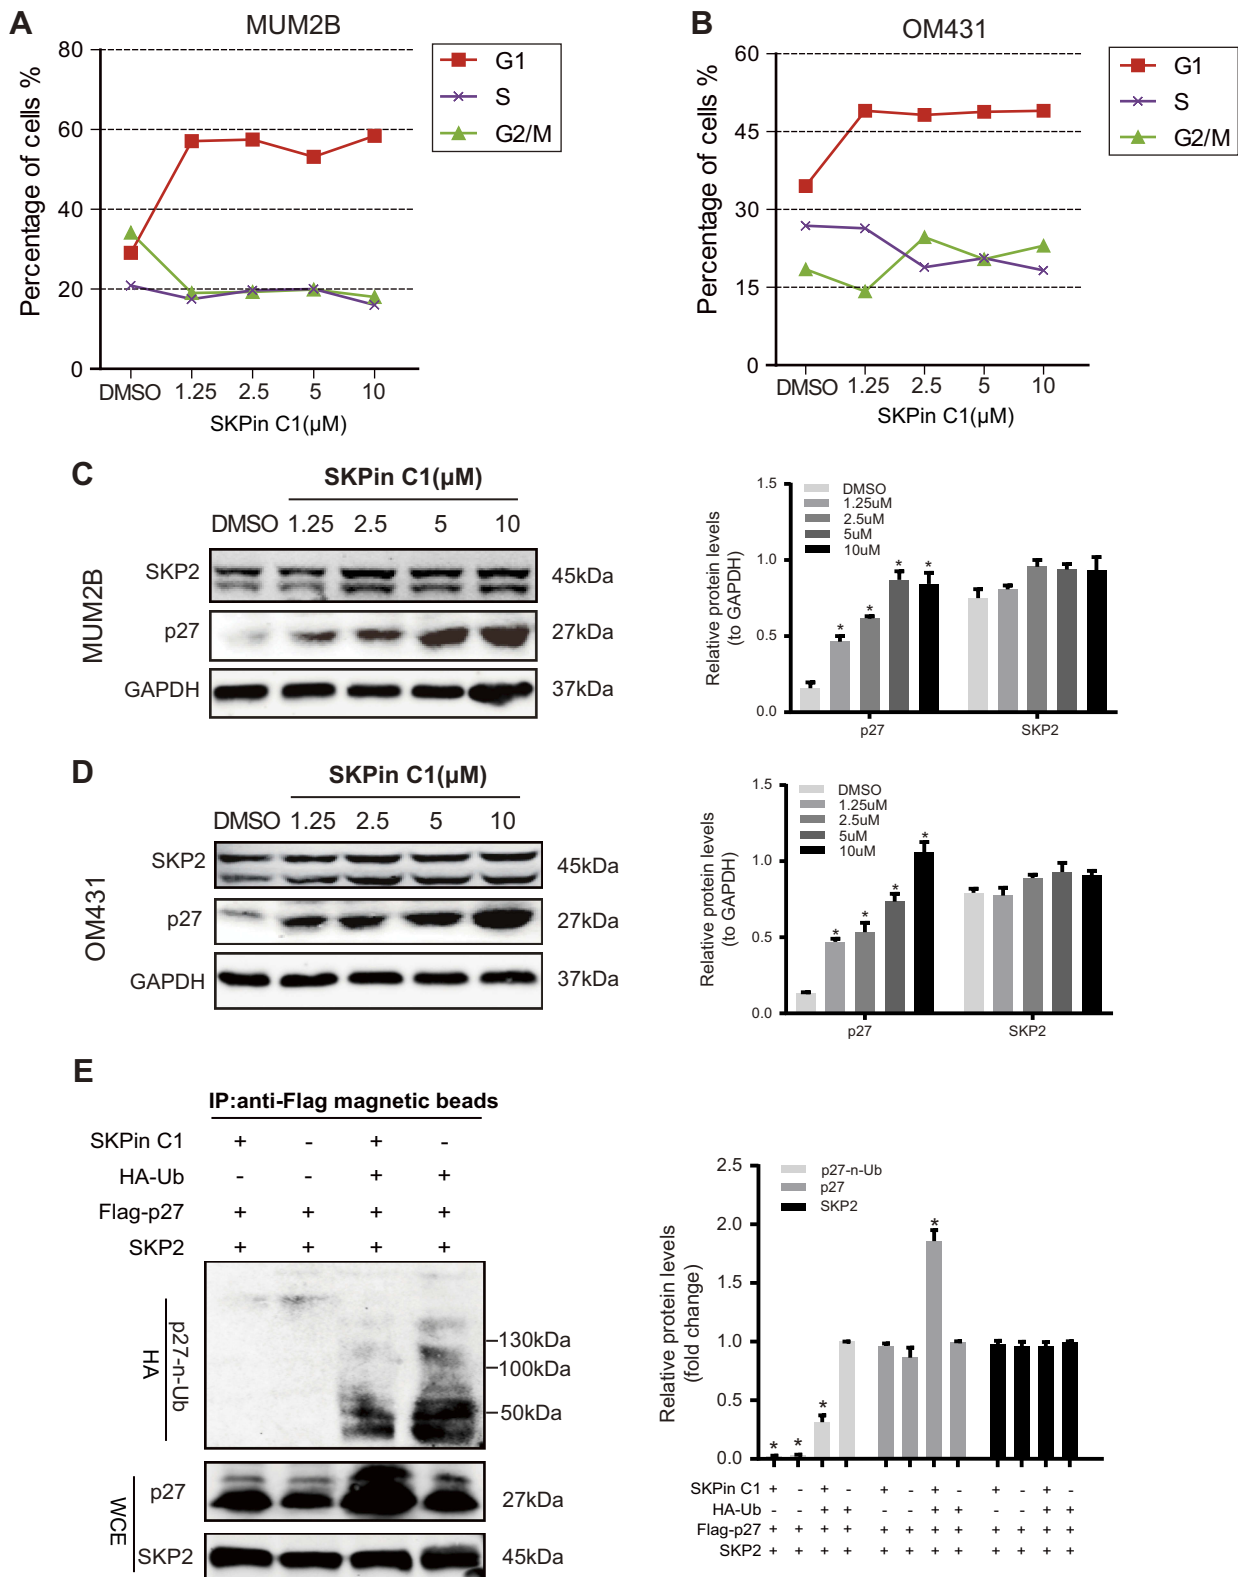 A
MUM2B
Percentage of cells %
80
60
40
20
0
DMSO 1.25 2.5 5 10
SKPin C1(μM)
G1
S
G2/M
B
OM431
Percentage of cells %
60
45
30
15
0
DMSO 1.25 2.5 5 10
SKPin C1(μM)
G1
S
G2/M
C
MUM2B
SKPin C1(μM)
DMSO 1.25 2.5 5 10
SKP2 45kDa
p27 27kDa
GAPDH 37kDa
Relative protein levels
(to GAPDH)
1.5
1.0
0.5
0.0
DMSO
1.25uM
2.5uM
5uM
10uM
* * * *
p27 SKP2
D
OM431
SKPin C1(μM)
DMSO 1.25 2.5 5 10
SKP2 45kDa
p27 27kDa
GAPDH 37kDa
Relative protein levels
(to GAPDH)
1.5
1.0
0.5
0.0
DMSO
1.25uM
2.5uM
5uM
10uM
* * * *
p27 SKP2
E
IP:anti-Flag magnetic beads
SKPin C1 + - + -
HA-Ub - - + +
Flag-p27 + + + +
SKP2 + + + +
p27-n-Ub
HA
130kDa
100kDa
50kDa
WCE
p27 27kDa
SKP2 45kDa
Relative protein levels
(fold change)
2.5
2.0
1.5
1.0
0.5
0.0
p27-n-Ub
p27
SKP2
* * * *
SKPin C1 + - + - + - + - + - + -
HA-Ub - - + + - - + + - - + +
Flag-p27 + + + + + + + + + + + +
SKP2 + + + + + + + + + + + +